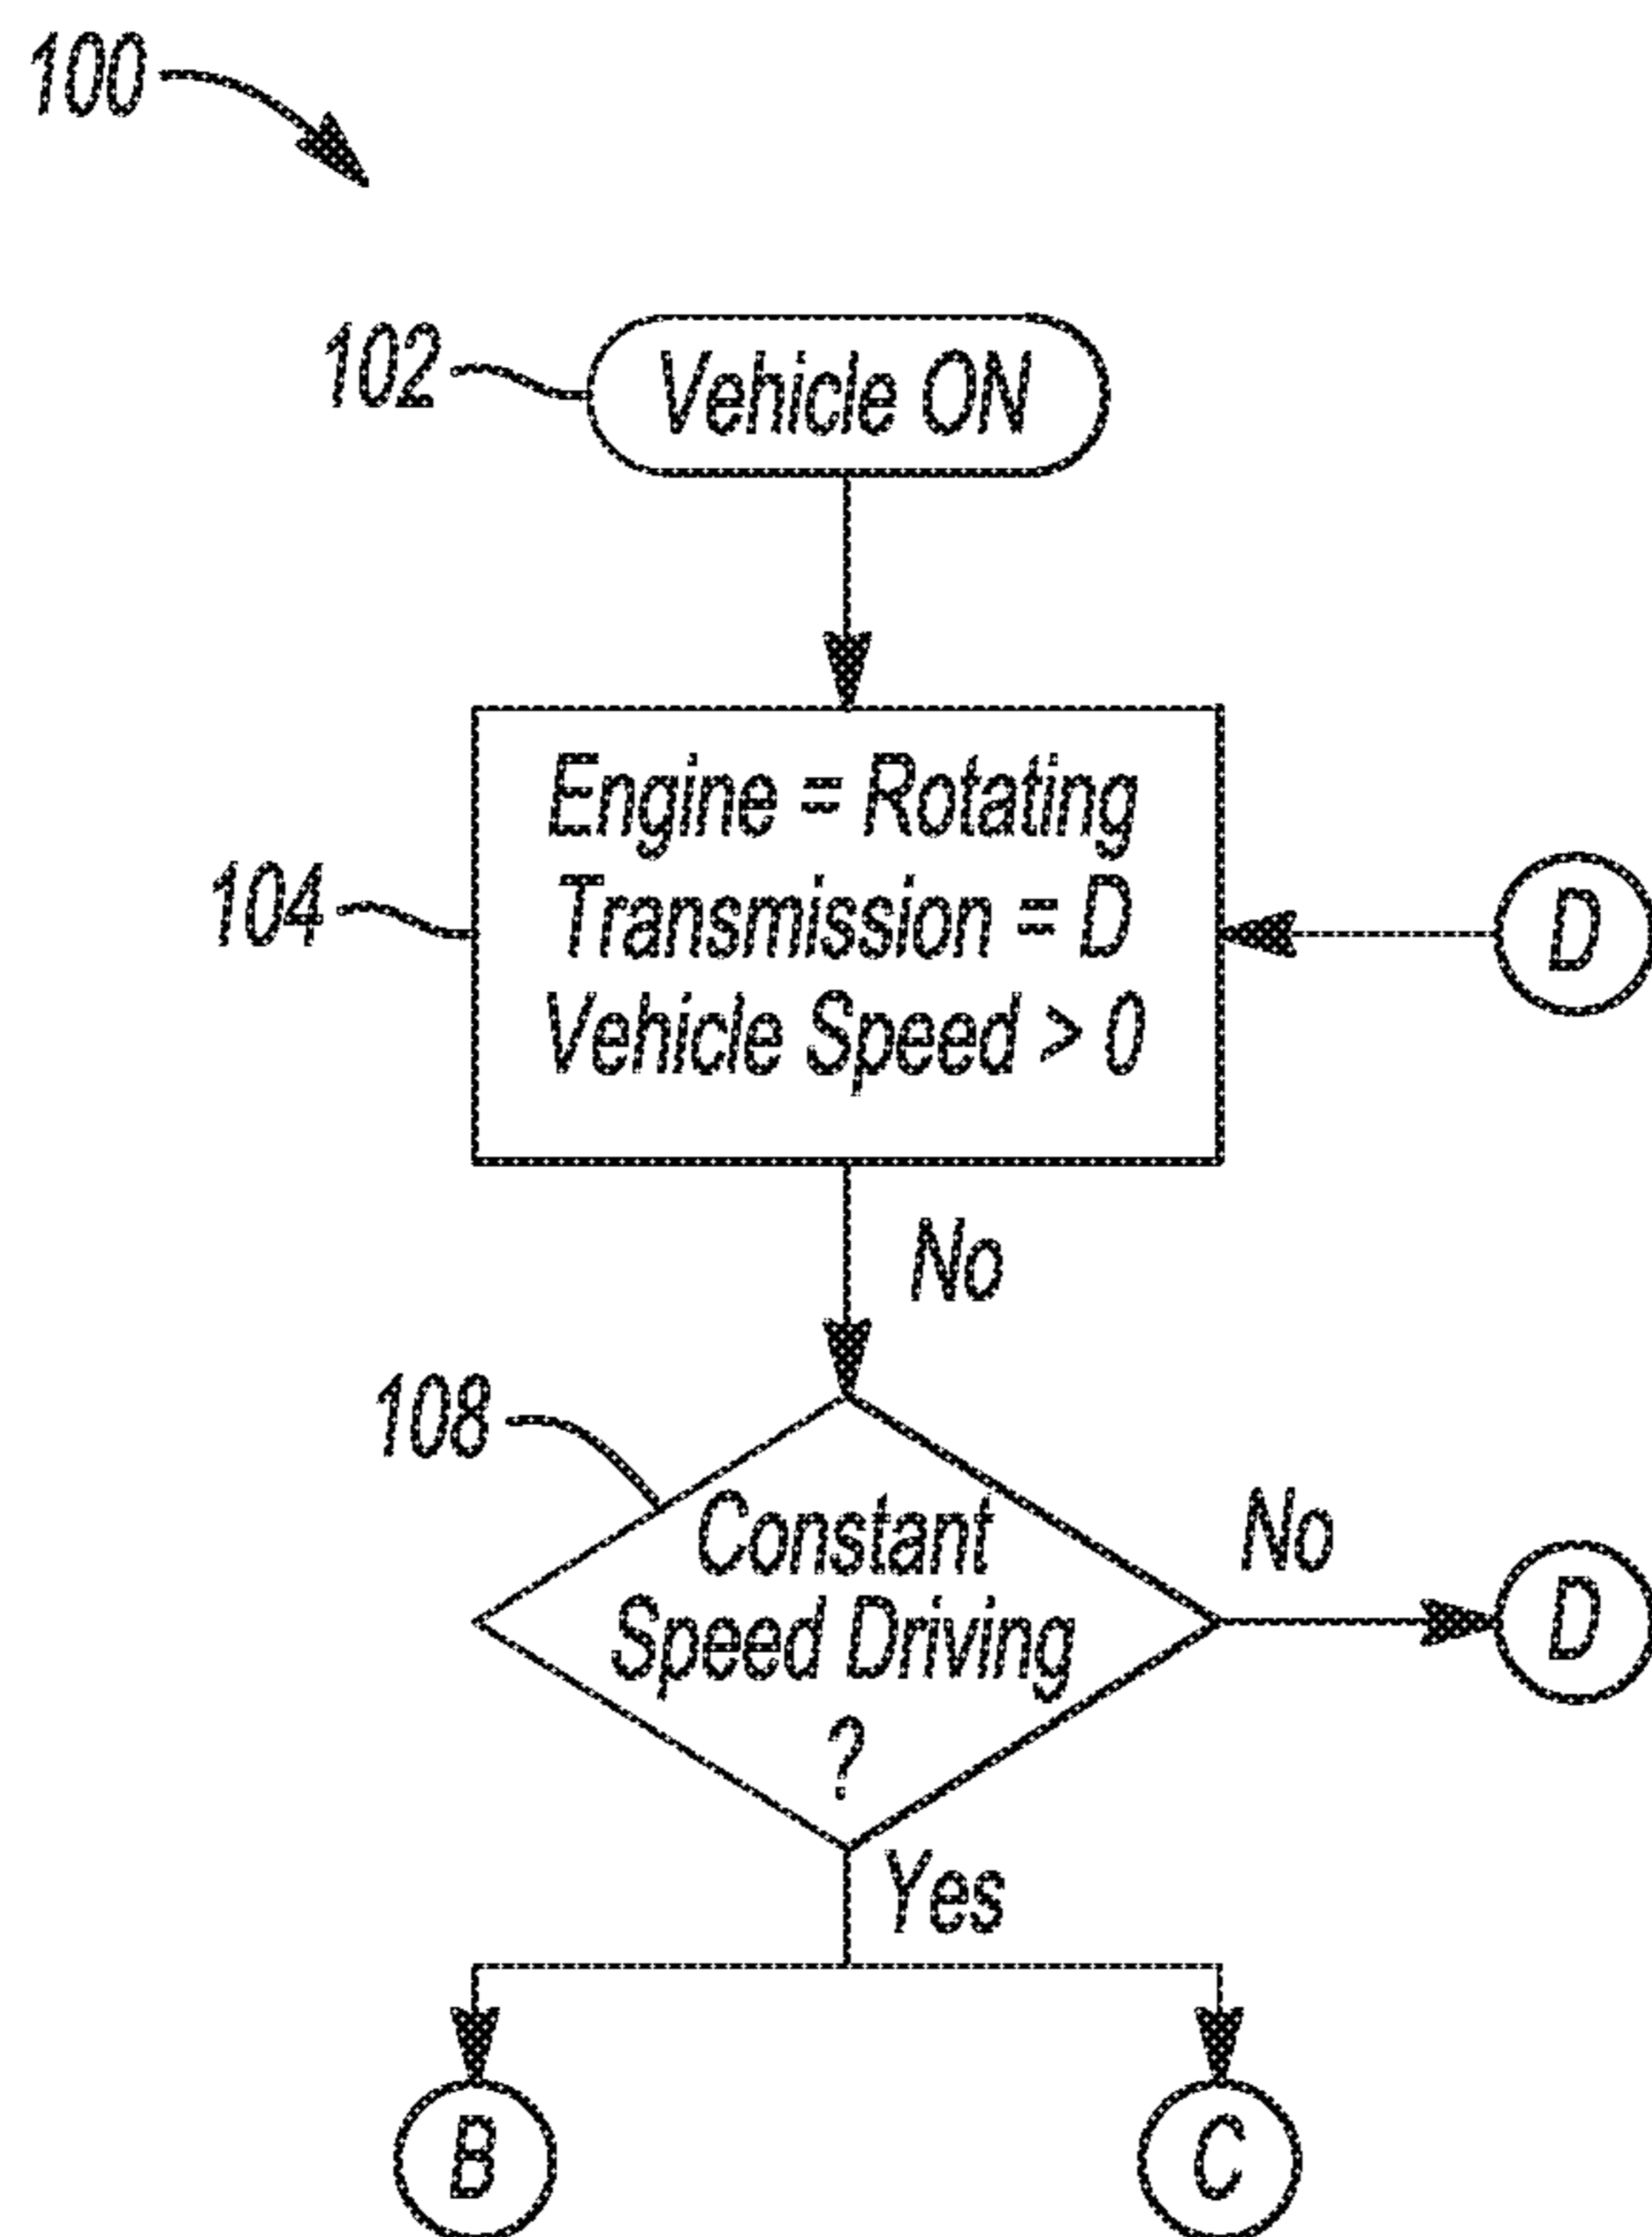 100
102
Vehicle ON
Engine = Rotating
104
Transmission = D
D
Vehicle Speed > 0
No
108
Constant
No
Speed Driving
D
?
Yes
B
C